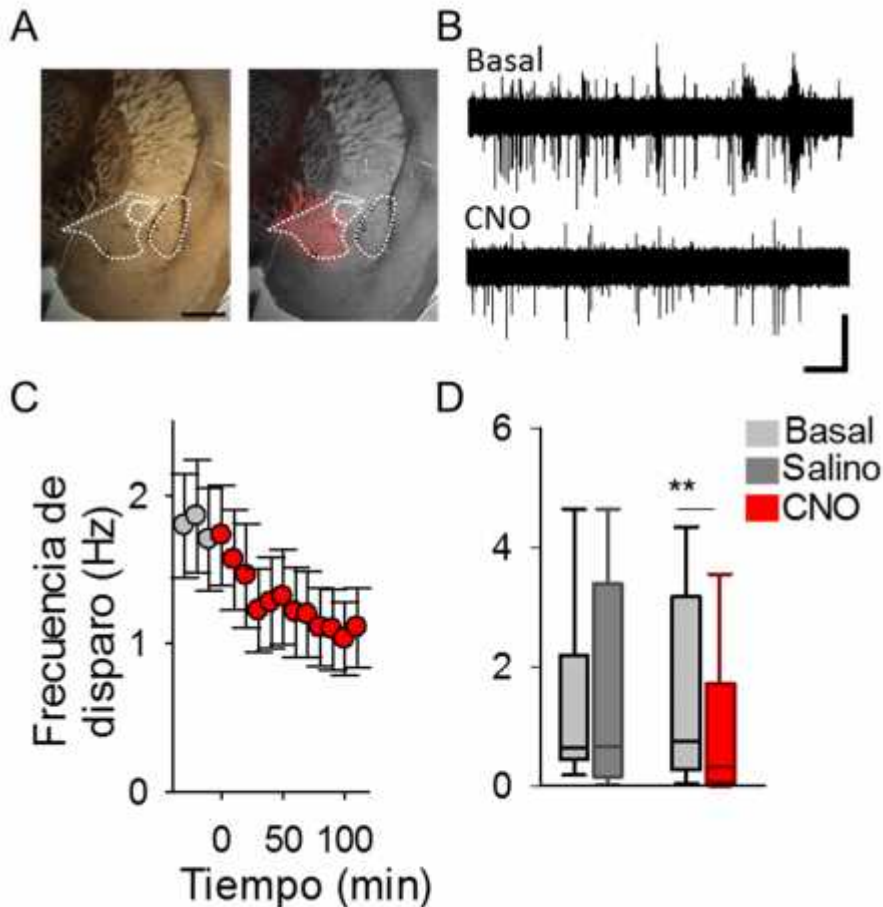 A
B
Basal
CNO
C
Frecuencia de
disparo (Hz)
2
1
0
0 50 100
Tiempo (min)
D
6
4
2
0
**
Basal
Salino
CNO